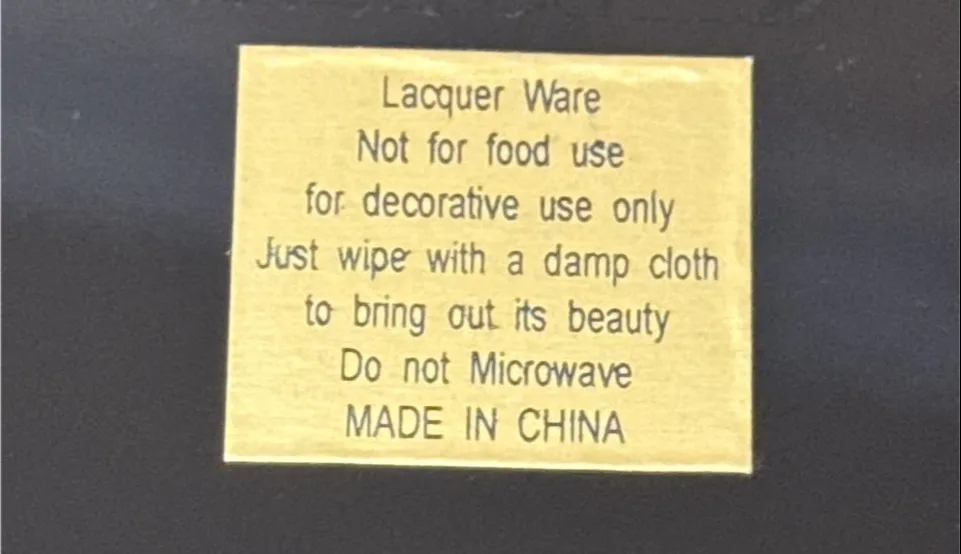 Lacquer Ware
Not for food use
for decorative use only
Just wipe with a damp cloth
to bring out its beauty
Do not Microwave
MADE IN CHINA